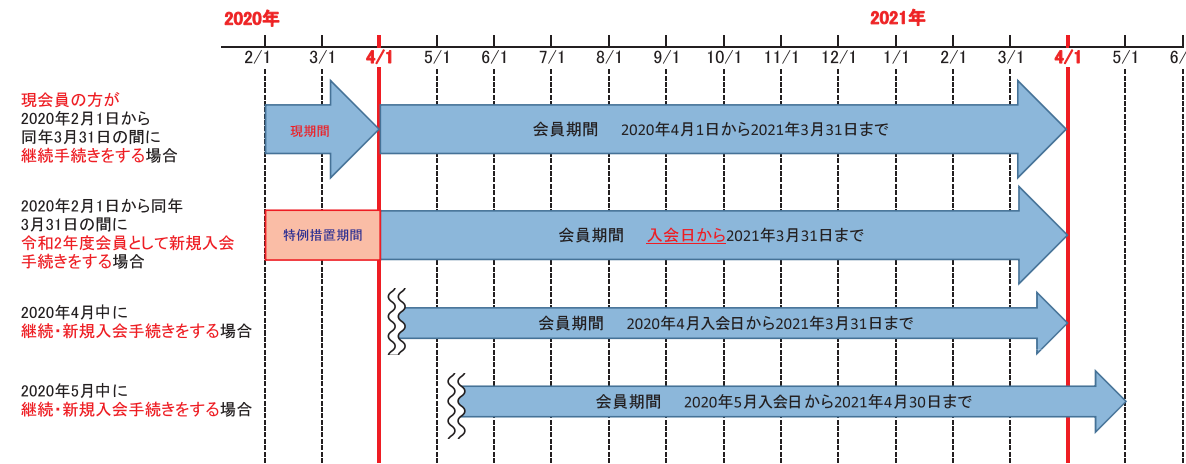 2020年 2021年
2/1 3/1 4/1 5/1 6/1 7/1 8/1 9/1 10/1 11/1 12/1 1/1 2/1 3/1 4/1 5/1 6/
現会員の方が
2020年2月1日から
同年3月31日の間に
継続手続きをする場合
現期間
会員期間 2020年4月1日から2021年3月31日まで
2020年2月1日から同年
3月31日の間に
令和2年度会員として新規入会
手続きをする場合
特例措置期間
会員期間 入会日から2021年3月31日まで
2020年4月中に
継続・新規入会手続きをする場合
会員期間 2020年4月入会日から2021年3月31日まで
2020年5月中に
継続・新規入会手続きをする場合
会員期間 2020年5月入会日から2021年4月30日まで